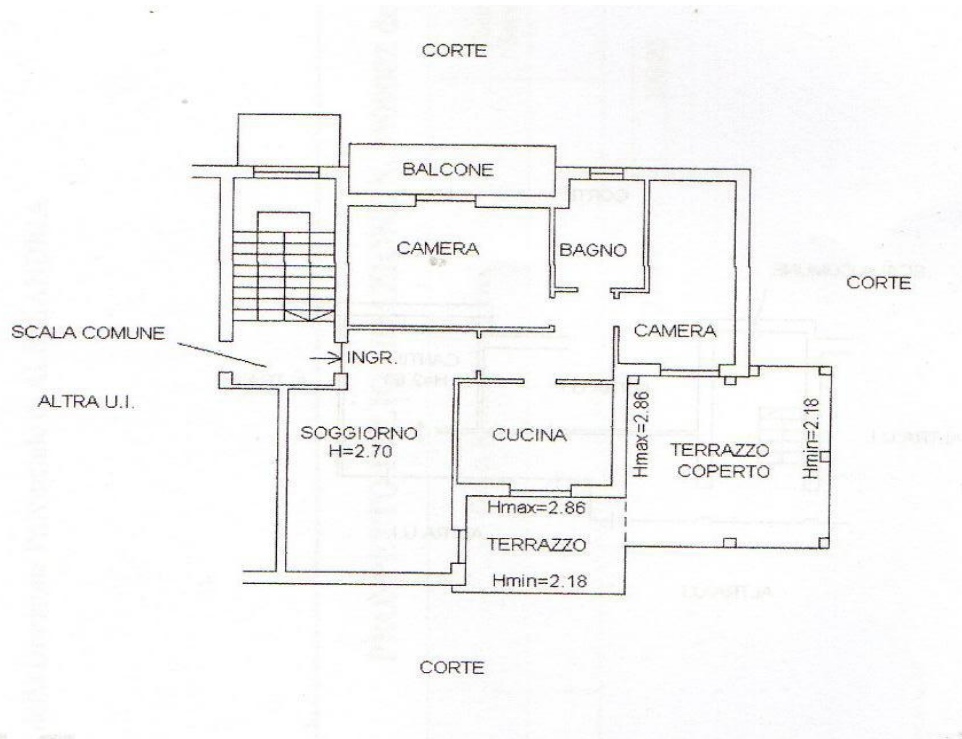 CORTE
BALCONE
CAMERA
BAGNO
CORTE
SCALA COMUNE
CAMERA
INGR.
ALTRA U.I.
SOGGIORNO
H=2.70
CUCINA
Hmax=2.86
TERRAZZO
COPERTO
Hmin=2.18
Hmax=2.86
TERRAZZO
Hmin=2.18
CORTE